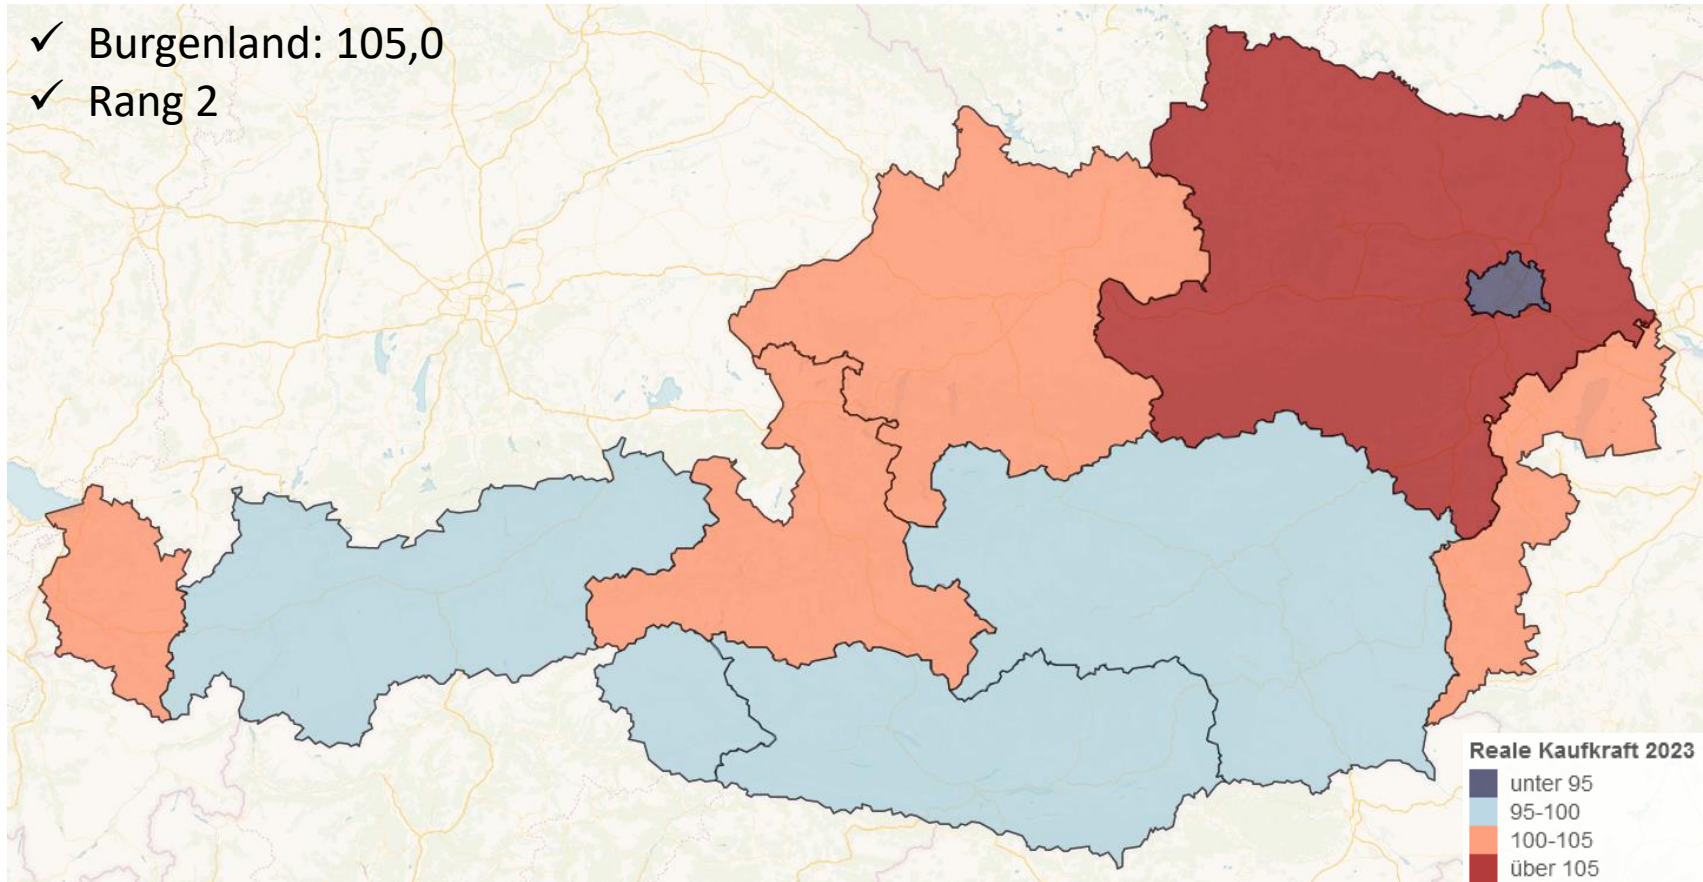 ✓ Burgenland: 105,0
✓ Rang 2
Reale Kaufkraft 2023
unter 95
95-100
100-105
über 105